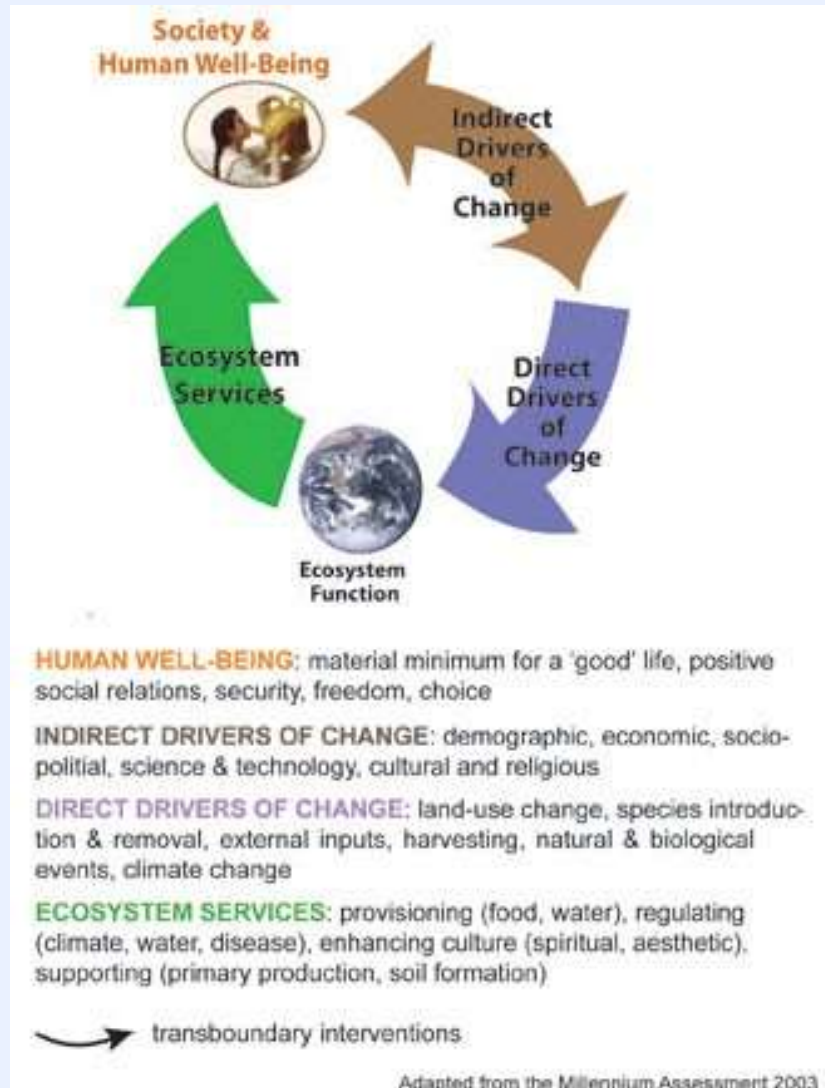 Society &
Human Well-Being
Indirect
Drivers
of
Change
Direct
Drivers
of
Change
Ecosystem
Services
Ecosystem
Function
HUMAN WELL-BEING: material minimum for a 'good' life, positive
social relations, security, freedom, choice
INDIRECT DRIVERS OF CHANGE: demographic, economic, socio-
politial, science & technology, cultural and religious
DIRECT DRIVERS OF CHANGE: land-use change, species introduc-
tion & removal, external inputs, harvesting, natural & biological
events, climate change
ECOSYSTEM SERVICES: provisioning (food, water), regulating
(climate, water, disease), enhancing culture (spiritual, aesthetic),
supporting (primary production, soil formation)
transboundary interventions
Adapted from the Millennium Assessment 2003